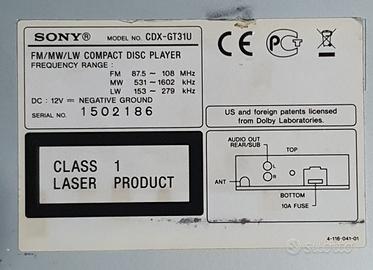 SONY MODEL NO. CDX-GT31U
FM/MW/LW COMPACT DISC PLAYER
FREQUENCY RANGE :
FM 87.5 – 108 MHz
MW 531 – 1602 kHz
LW 153 – 279 kHz
DC : 12V ⎓ NEGATIVE GROUND
SERIAL NO. 1502186
CE
US and foreign patents licensed
from Dolby Laboratories.
CLASS 1
LASER PRODUCT
AUDIO OUT
REAR/SUB
TOP
L
R
ANT
BOTTOM
10A FUSE
4-116-041-01
subito